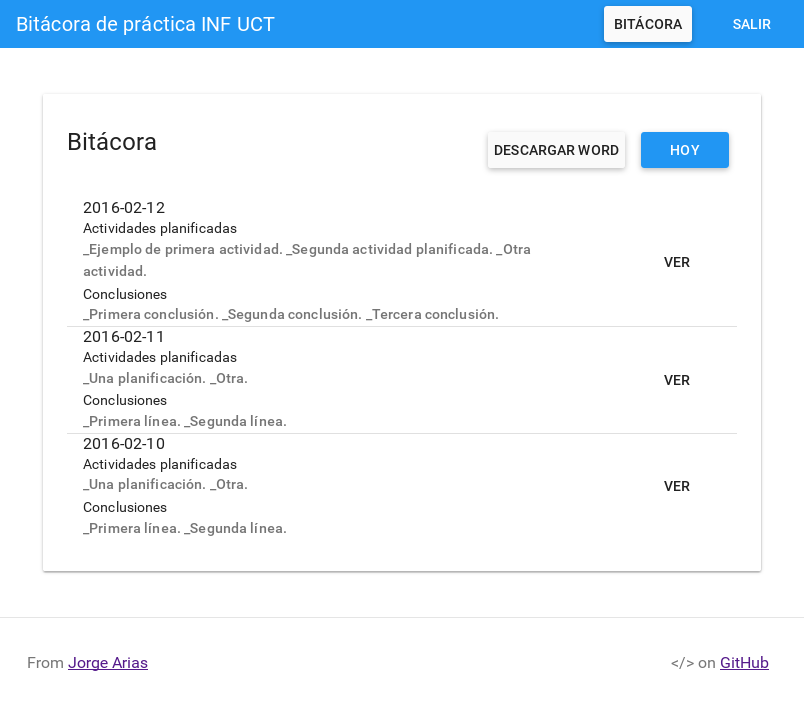 Bitácora de práctica INF UCT BITÁCORA SALIR
Bitácora DESCARGAR WORD HOY
2016-02-12
Actividades planificadas
_Ejemplo de primera actividad. _Segunda actividad planificada. _Otra
actividad.
VER
Conclusiones
_Primera conclusión. _Segunda conclusión. _Tercera conclusión.
2016-02-11
Actividades planificadas
_Una planificación. _Otra.
VER
Conclusiones
_Primera línea. _Segunda línea.
2016-02-10
Actividades planificadas
_Una planificación. _Otra.
VER
Conclusiones
_Primera línea. _Segunda línea.
From Jorge Arias </> on GitHub